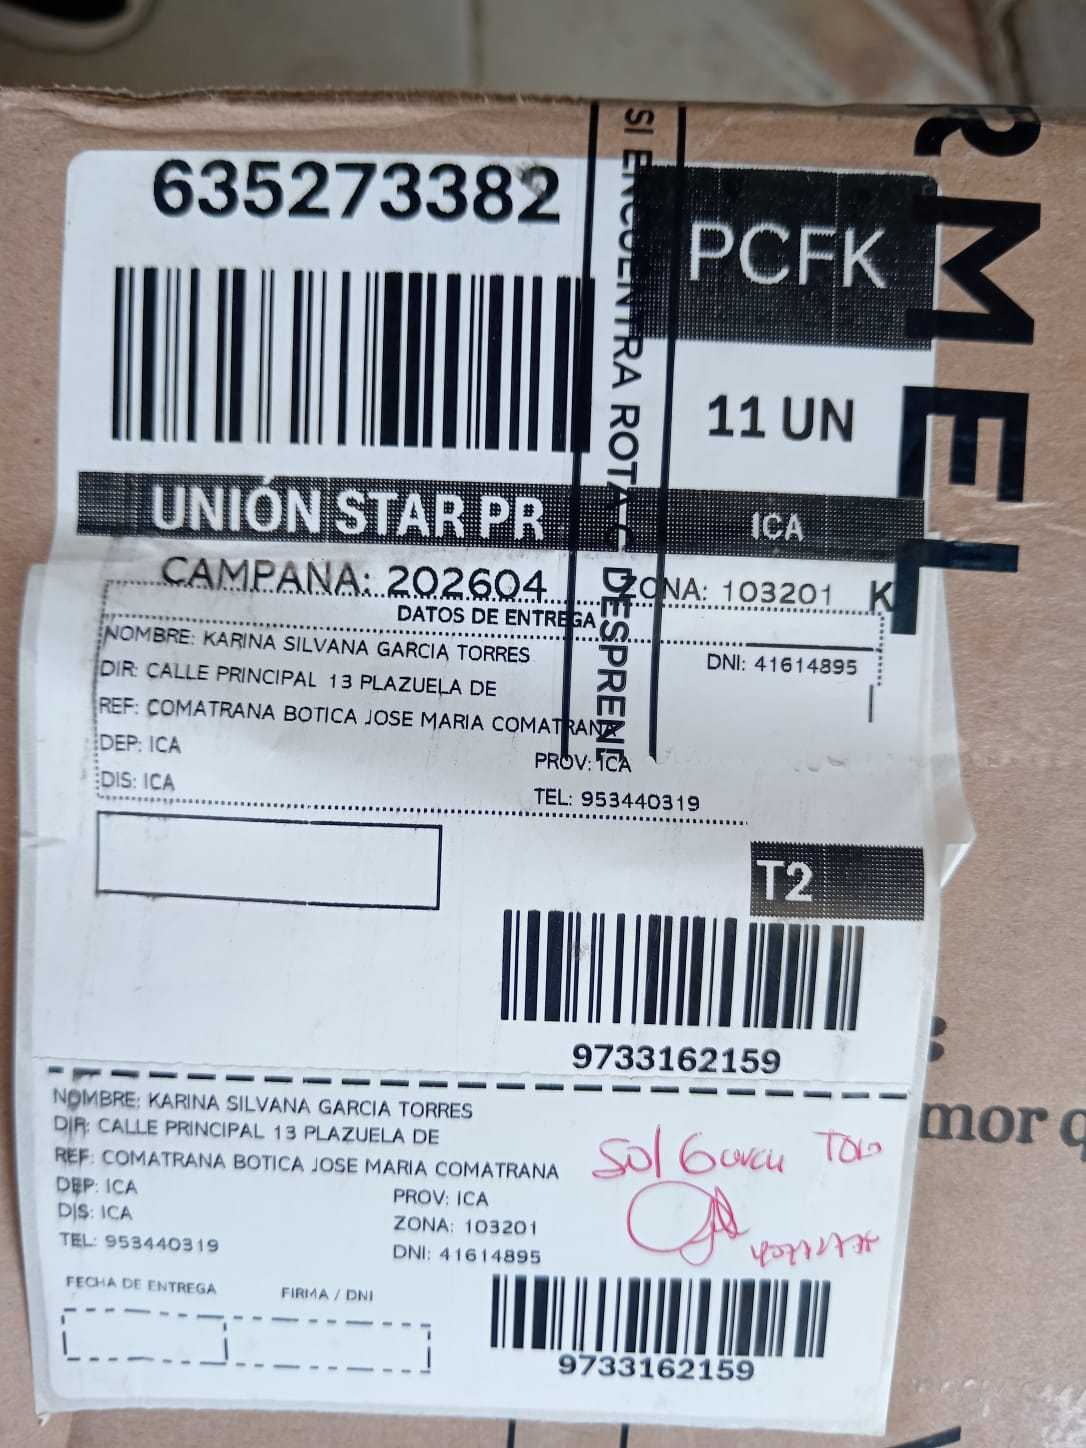 635273382
PCFK
11 UN
UNIÓN STAR PR
ICA
CAMPAÑA: 202604
ZONA: 103201 K
SI ENCUENTRA ROTA
DESPRENE
RMEL
DATOS DE ENTREGA
NOMBRE: KARINA SILVANA GARCIA TORRES
DNI: 41614895
DIR: CALLE PRINCIPAL 13 PLAZUELA DE
REF: COMATRANA BOTICA JOSE MARIA COMATRANA
DEP: ICA
PROV: ICA
DIS: ICA
TEL: 953440319
T2
9733162159
NOMBRE: KARINA SILVANA GARCIA TORRES
DIR: CALLE PRINCIPAL 13 PLAZUELA DE
REF: COMATRANA BOTICA JOSE MARIA COMATRANA
DEP: ICA
PROV: ICA
DIS: ICA
ZONA: 103201
TEL: 953440319
DNI: 41614895
Sol
FECHA DE ENTREGA
FIRMA / DNI
9733162159
mor q